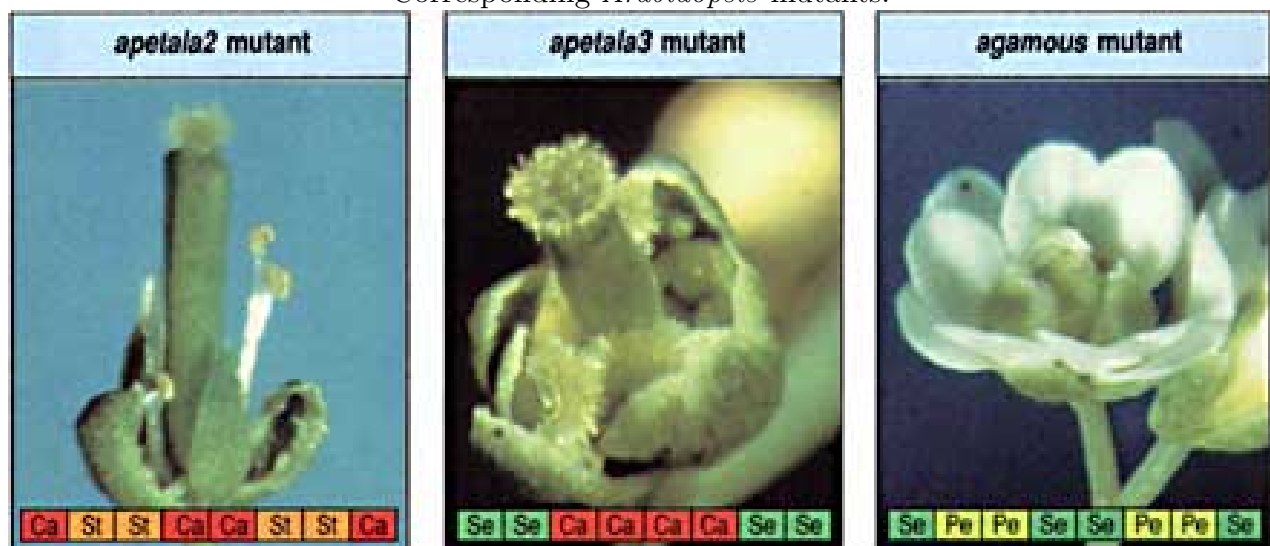 Corresponding Arabidopsis mutants.
apetala2 mutant
apetala3 mutant
agamous mutant
Ca St St Ca Ca St St Ca
Se Se Ca Ca Ca Ca Se Se
Se Pe Pe Se Se Pe Pe Se